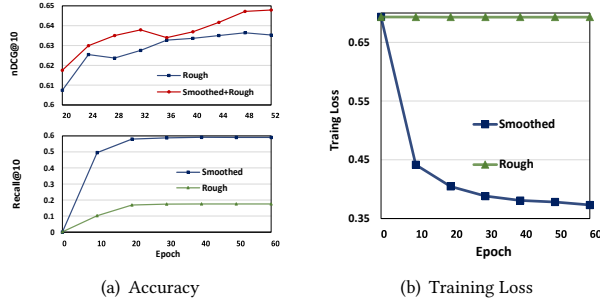 0.65
0.64
0.63
0.62
0.61
0.6
nDCG@10
Rough
Smoothed+Rough
20 24 28 32 36 40 44 48 52
0.6
0.5
0.4
0.3
0.2
0.1
0
Recall@10
Smoothed
Rough
0 10 20 30 40 50 60
Epoch
(a) Accuracy
0.65
0.55
0.45
0.35
Traing Loss
Smoothed
Rough
0 10 20 30 40 50 60
Epoch
(b) Training Loss